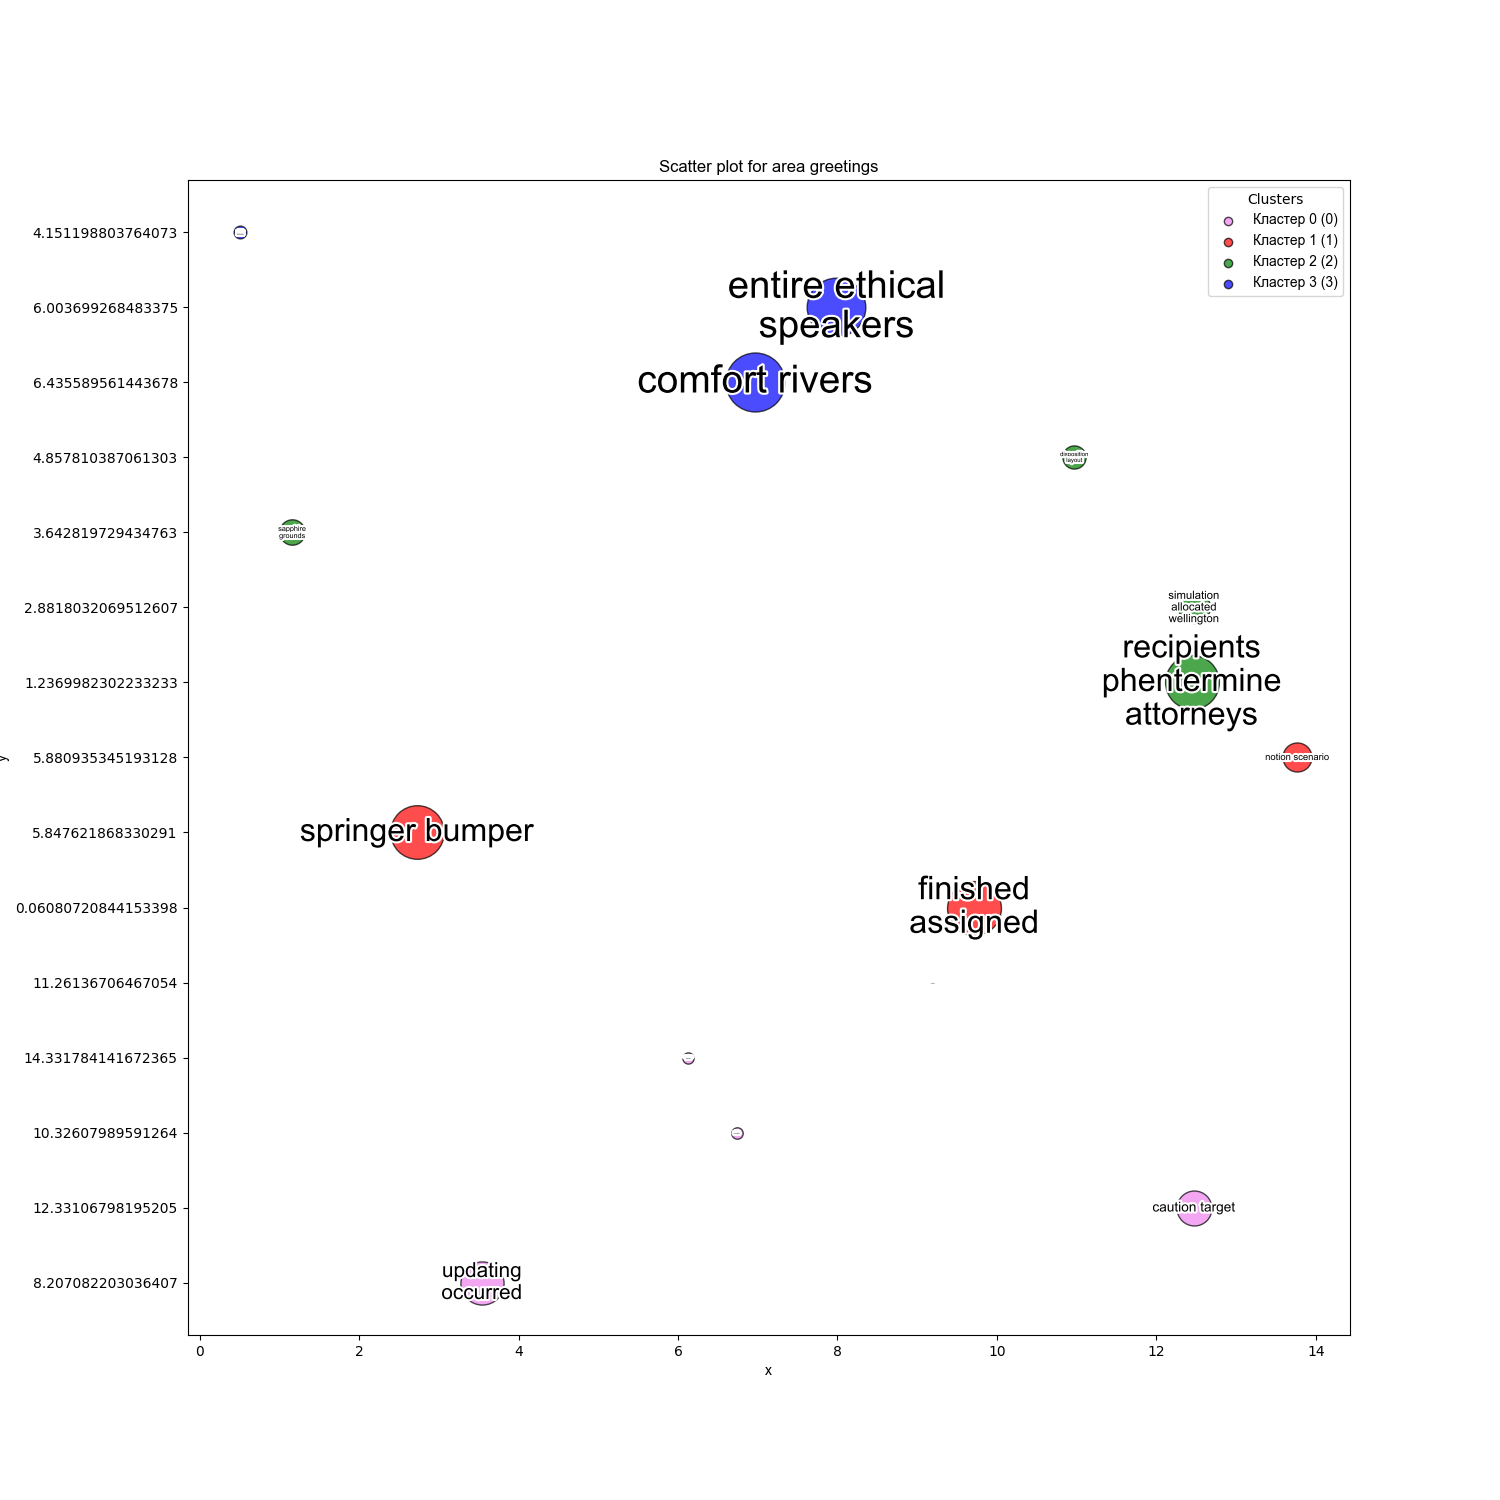 Scatter plot for area greetings
Clusters
Кластер 0 (0)
Кластер 1 (1)
Кластер 2 (2)
Кластер 3 (3)
4.151198803764073
6.003699268483375
6.435589561443678
4.857810387061303
3.642819729434763
2.8818032069512607
1.2369982302233233
5.880935345193128
5.847621868330291
0.06080720844153398
11.26136706467054
14.331784141672365
10.32607989591264
12.33106798195205
8.207082203036407
y
entire ethical
speakers
comfort rivers
disposition
layout
sapphire
grounds
simulation
allocated
wellington
recipients
phentermine
attorneys
notion scenario
springer bumper
finished
assigned
caution target
updating
occurred
0
2
4
6
8
10
12
14
x